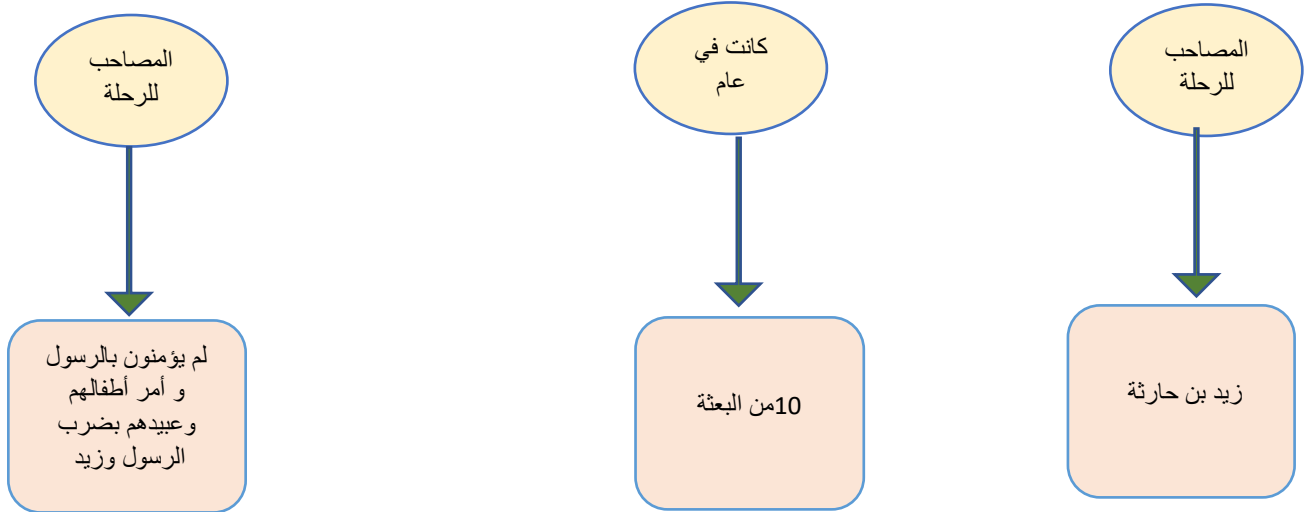 المصاحب
للرحلة
زيد بن حارثة
كانت في
عام
10من البعثة
المصاحب
للرحلة
لم يؤمنون بالرسول
و أمر أطفالهم
وعبيدهم بضرب
الرسول وزيد